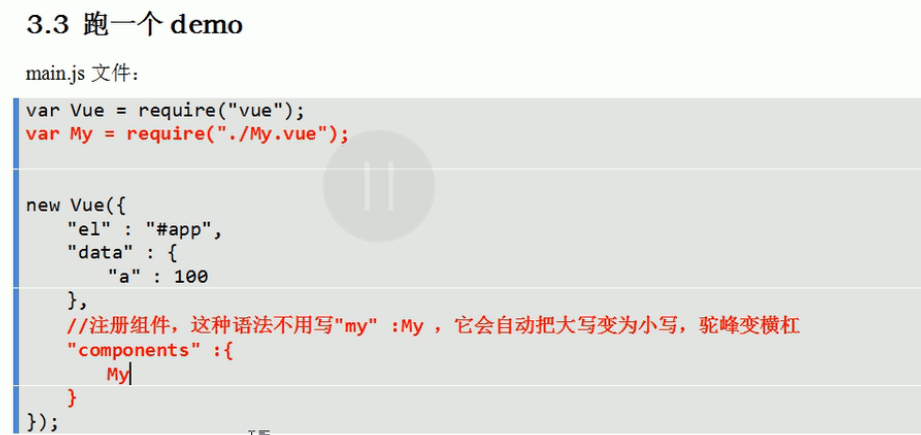 3.3 跑一个 demo
main.js 文件：
var Vue = require("vue");
var My = require("./My.vue");
new Vue({
"el" : "#app",
"data" : {
"a" : 100
},
//注册组件，这种语法不用写"my" :My ，它会自动把大写变为小写，驼峰变横杠
"components" :{
My
}
});